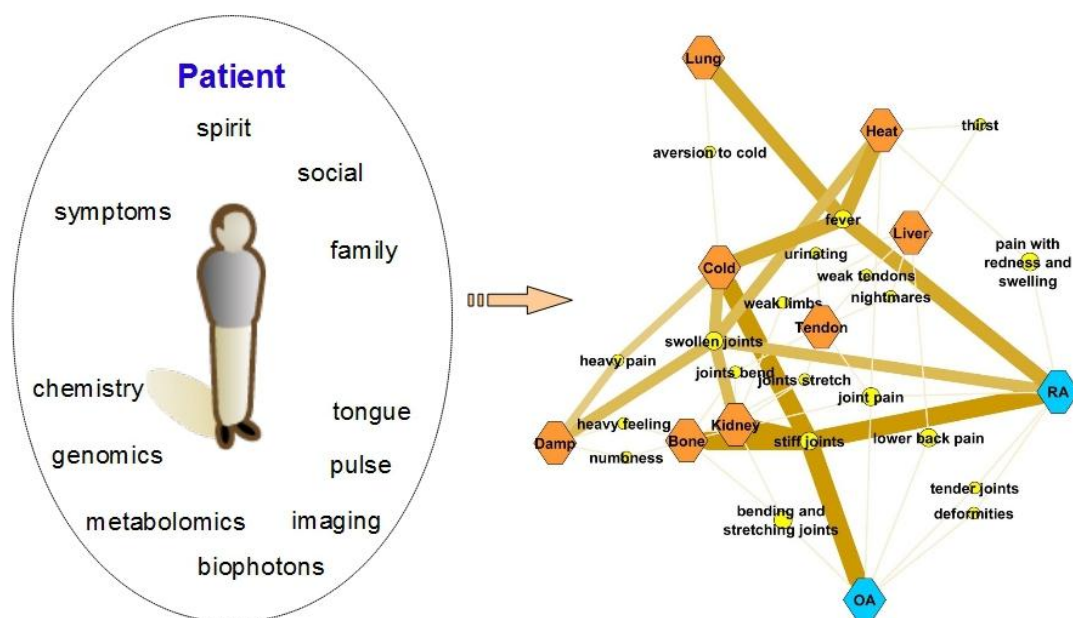 Patient
spirit
social
symptoms
family
chemistry
tongue
genomics
pulse
metabolomics
imaging
biophotons
Lung
Heat
thirst
aversion to cold
fever
Liver
urinating
pain with
redness and
swelling
Cold
weak tendons
nightmares
weak limbs
Tendon
swollen joints
heavy pain
joints bend
joints stretch
RA
joint pain
heavy feeling
Kidney
Damp
Bone
stiff joints
lower back pain
numbness
tender joints
bending and
stretching joints
deformities
OA